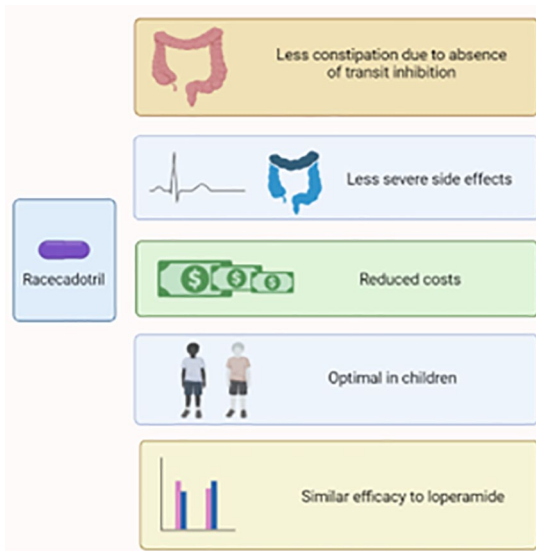 Racecadotril
Less constipation due to absence
of transit inhibition
Less severe side effects
$ $ $
Reduced costs
Optimal in children
Similar efficacy to loperamide